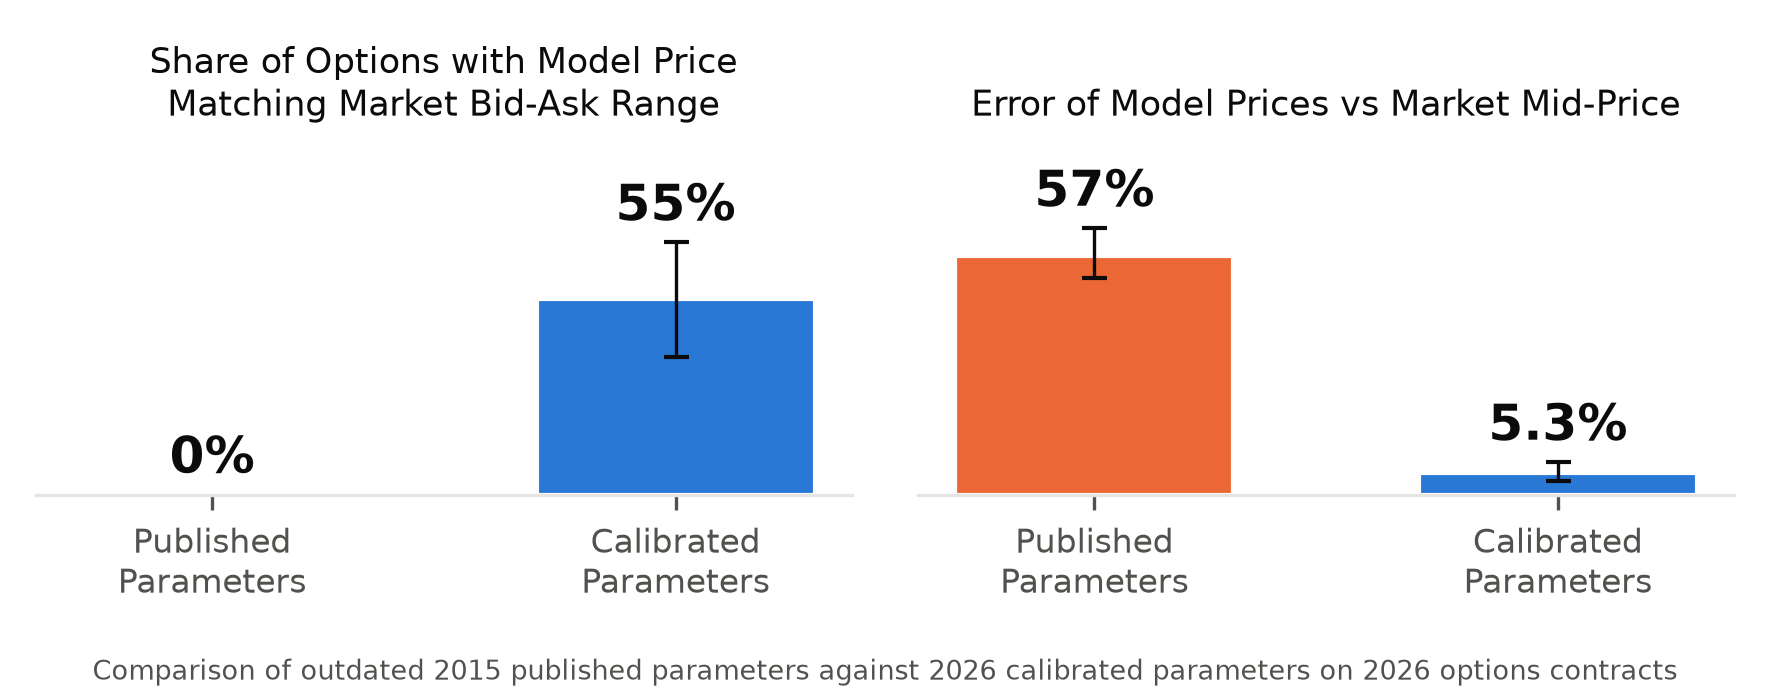 Share of Options with Model Price
Matching Market Bid-Ask Range
55%
0%
Published
Parameters
Calibrated
Parameters
Error of Model Prices vs Market Mid-Price
57%
5.3%
Published
Parameters
Calibrated
Parameters
Comparison of outdated 2015 published parameters against 2026 calibrated parameters on 2026 options contracts